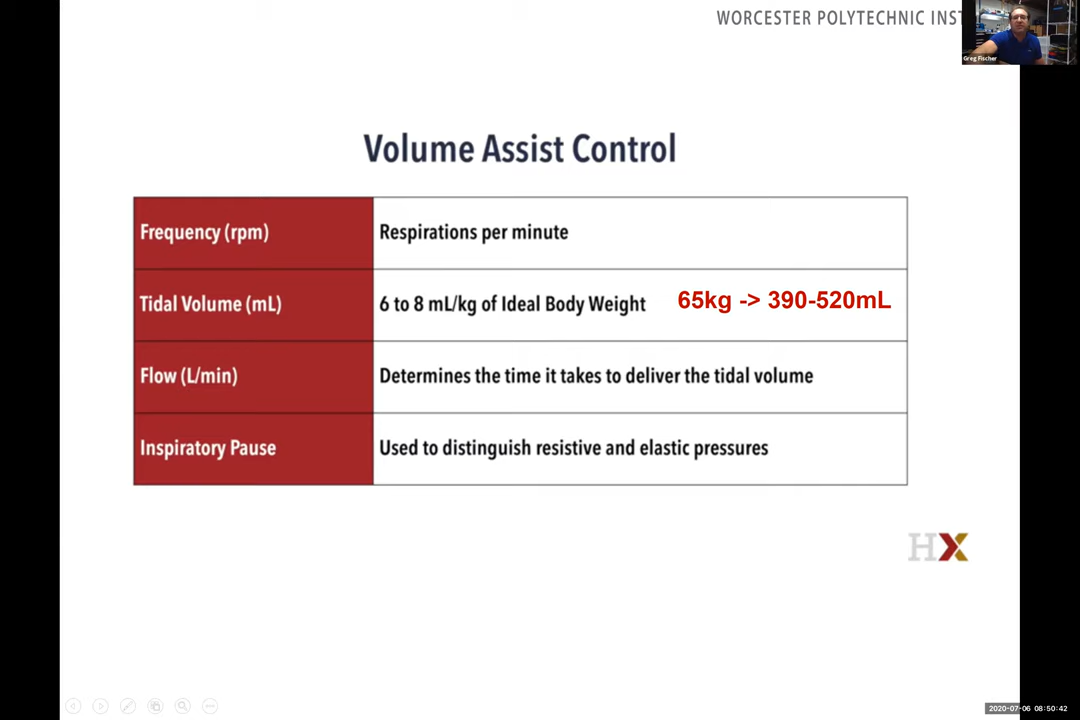 WORCESTER POLYTECHNIC INST
Greg Fischer
Volume Assist Control
Frequency (rpm)
Respirations per minute
Tidal Volume (mL)
6 to 8 mL/kg of Ideal Body Weight
65kg -> 390-520mL
Flow (L/min)
Determines the time it takes to deliver the tidal volume
Inspiratory Pause
Used to distinguish resistive and elastic pressures
HX
2020-07-06 08:50:42